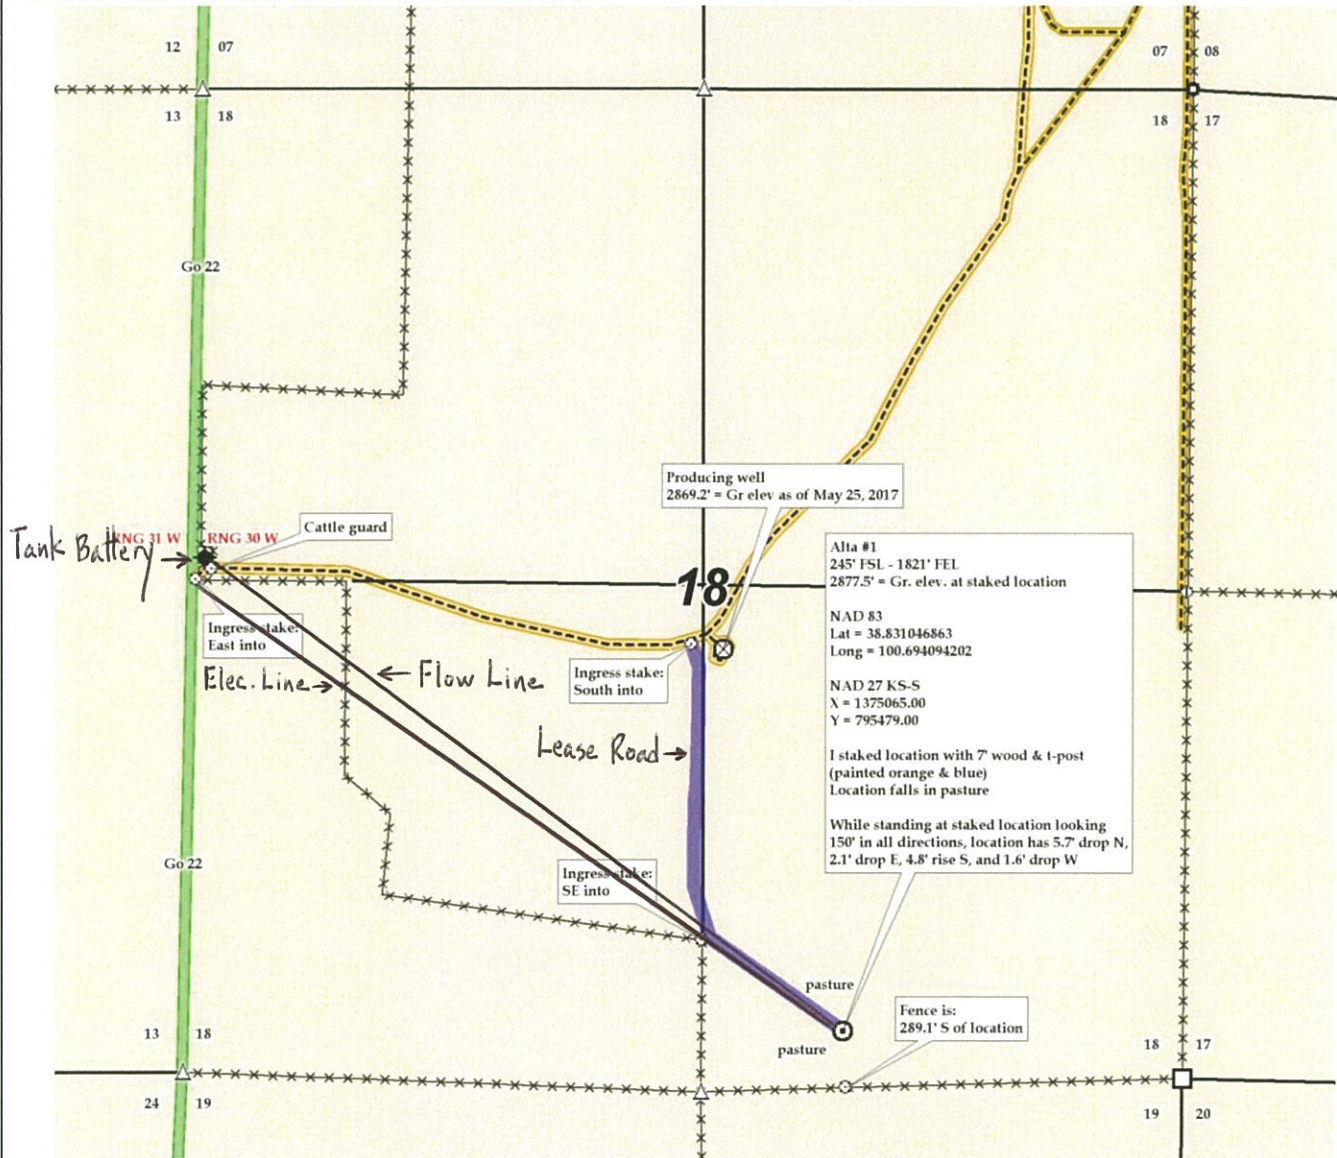 12 07
07 08
13 18
18 17
Go 22
Producing well
2869.2' = Gr elev as of May 25, 2017
Cattle guard
RNG 31 W RNG 30 W
Tank Battery
Alta #1
245' FSL - 1821' FEL
2877.5' = Gr. elev. at staked location
NAD 83
Lat = 38.831046863
Long = 100.694094202
NAD 27 KS-S
X = 1375065.00
Y = 795479.00
I staked location with 7' wood & t-post
(painted orange & blue)
Location falls in pasture
While standing at staked location looking
150' in all directions, location has 5.7' drop N,
2.1' drop E, 4.8' rise S, and 1.6' drop W
18
Ingress stake:
East into
Elec. Line
Flow Line
Ingress stake:
South into
Lease Road
Go 22
Ingress stake:
SE into
pasture
Fence is:
289.1' S of location
pasture
13 18
18 17
24 19
19 20